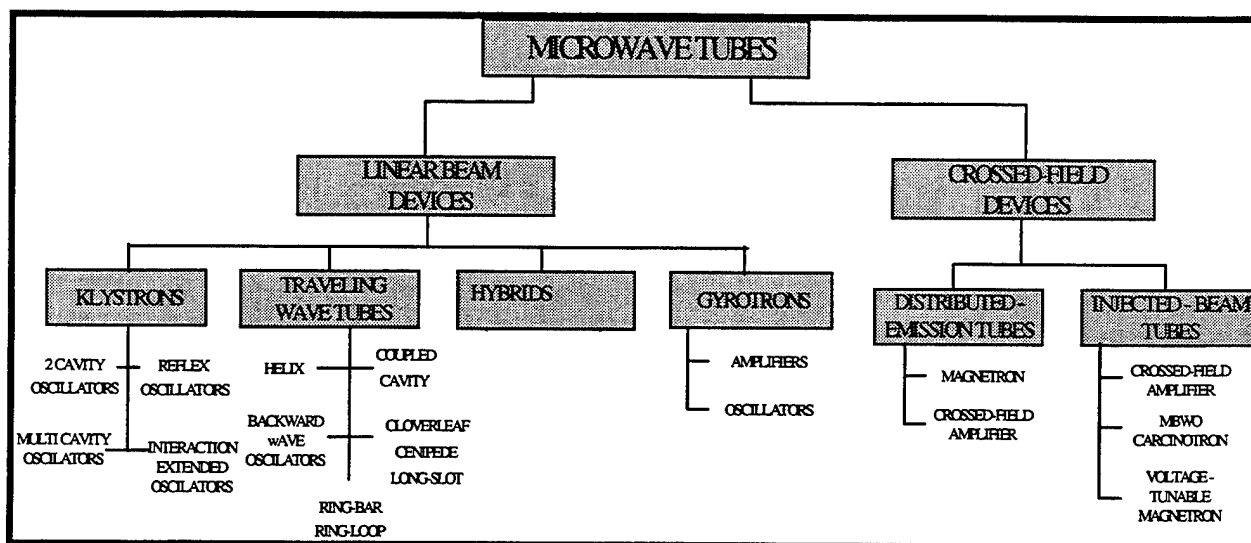 MICROWAVE TUBES
LINEAR BEAM
DEVICES
CROSSED-FIELD
DEVICES
KLYSTRONS
TRAVELING
WAVE TUBES
HYBRIDS
GYROTRONS
DISTRIBUTED-
EMISSION TUBES
INJECTED - BEAM
TUBES
2 CAVITY
OSCILLATORS
REFLEX
OSCILLATORS
MULTI CAVITY
OSCILATORS
INTERACTION
EXTENDED
OSCILATORS
HELIX
COUPLED
CAVITY
BACKWARD
wAVE
OSCILATORS
CLOVERLEAF
CENIPEDE
LONG-SLOT
RING-BAR
RING-LOOP
AMPLIFIERS
OSCILLATORS
MAGNETRON
CROSSED-FIELD
AMPLIFIER
CROSSED-FIELD
AMPLIFIER
MBWO
CARCINOTRON
VOLTAGE -
TUNABLE
MAGNETRON